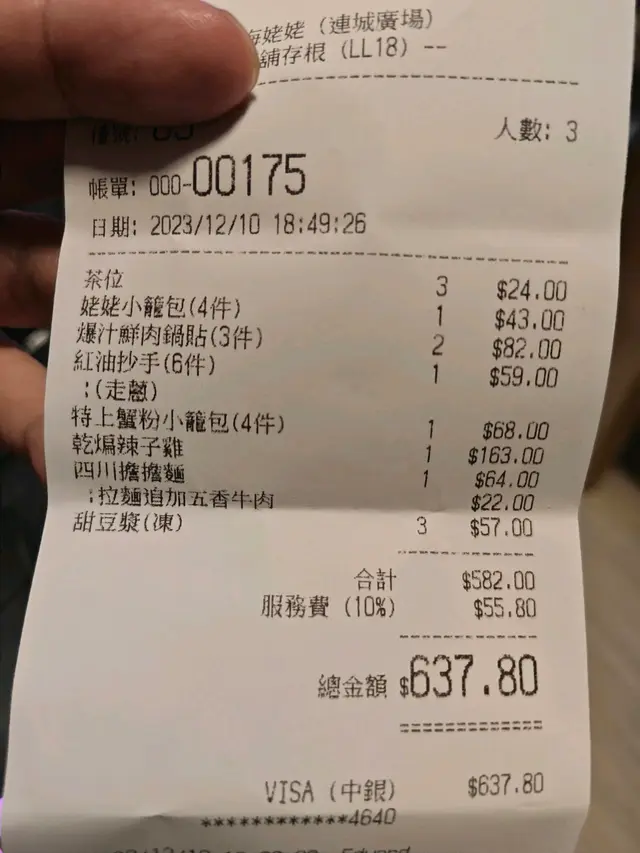 姥姥 (連城廣場)
舖存根 (LL18) --
人數: 3
帳單: 000-00175
日期: 2023/12/10 18:49:26
茶位 3 $24.00
姥姥小籠包(4件) 1 $43.00
爆汁鮮肉鍋貼(3件) 2 $82.00
紅油抄手(6件) 1 $59.00
:(走蔥)
特上蟹粉小籠包(4件) 1 $68.00
乾煸辣子雞 1 $163.00
四川擔擔麵 1 $64.00
:拉麵追加五香牛肉 $22.00
甜豆漿(凍) 3 $57.00
合計 $582.00
服務費 (10%) $55.80
總金額 $637.80
VISA (中銀) $637.80
************4640